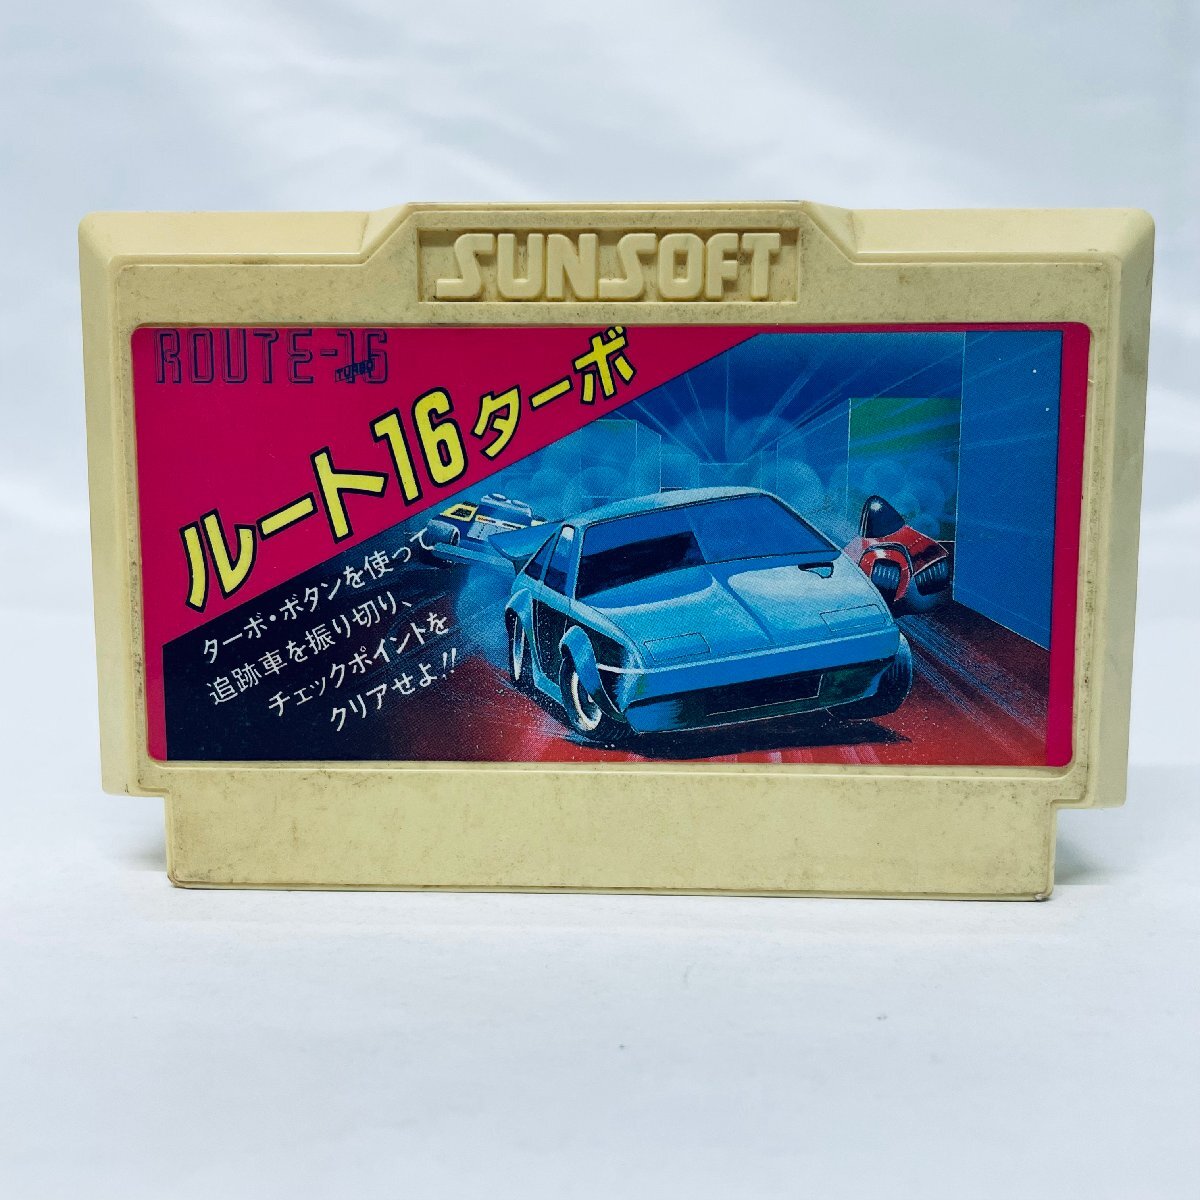 SUNSOFT
ROUTE-16
TURBO
ルート16ターボ
ターボ・ボタンを使って
追跡車を振り切り、
チェックポイントを
クリアせよ!!